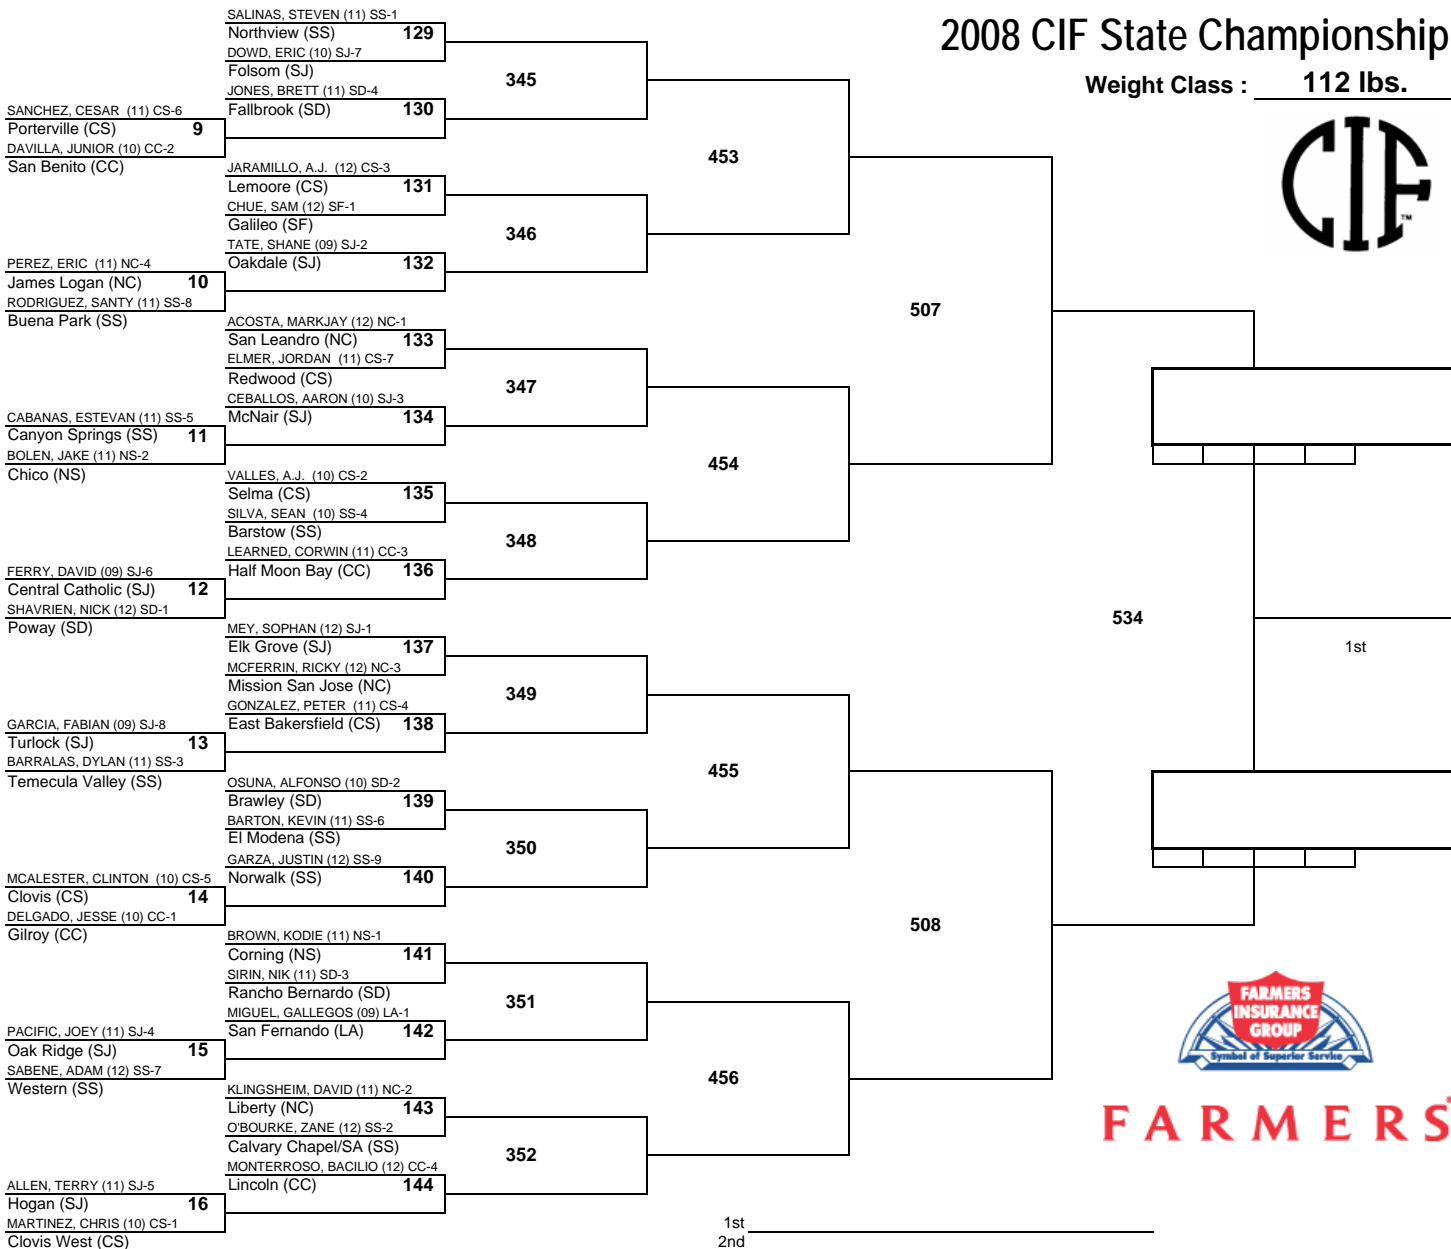 2008 CIF State Championship
Weight Class : 112 lbs.
CIF
TM
SANCHEZ, CESAR (11) CS-6
Porterville (CS) 9
DAVILLA, JUNIOR (10) CC-2
San Benito (CC)
PEREZ, ERIC (11) NC-4
James Logan (NC) 10
RODRIGUEZ, SANTY (11) SS-8
Buena Park (SS)
CABANAS, ESTEVAN (11) SS-5
Canyon Springs (SS) 11
BOLEN, JAKE (11) NS-2
Chico (NS)
FERRY, DAVID (09) SJ-6
Central Catholic (SJ) 12
SHAVRIEN, NICK (12) SD-1
Poway (SD)
GARCIA, FABIAN (09) SJ-8
Turlock (SJ) 13
BARRALAS, DYLAN (11) SS-3
Temecula Valley (SS)
MCALESTER, CLINTON (10) CS-5
Clovis (CS) 14
DELGADO, JESSE (10) CC-1
Gilroy (CC)
PACIFIC, JOEY (11) SJ-4
Oak Ridge (SJ) 15
SABENE, ADAM (12) SS-7
Western (SS)
ALLEN, TERRY (11) SJ-5
Hogan (SJ) 16
MARTINEZ, CHRIS (10) CS-1
Clovis West (CS)
SALINAS, STEVEN (11) SS-1
Northview (SS) 129
DOWD, ERIC (10) SJ-7
Folsom (SJ)
JONES, BRETT (11) SD-4
Fallbrook (SD) 130
JARAMILLO, A.J. (12) CS-3
Lemoore (CS) 131
CHUE, SAM (12) SF-1
Galileo (SF)
TATE, SHANE (09) SJ-2
Oakdale (SJ) 132
ACOSTA, MARKJAY (12) NC-1
San Leandro (NC) 133
ELMER, JORDAN (11) CS-7
Redwood (CS)
CEBALLOS, AARON (10) SJ-3
McNair (SJ) 134
VALLES, A.J. (10) CS-2
Selma (CS) 135
SILVA, SEAN (10) SS-4
Barstow (SS)
LEARNED, CORWIN (11) CC-3
Half Moon Bay (CC) 136
MEY, SOPHAN (12) SJ-1
Elk Grove (SJ) 137
MCFERRIN, RICKY (12) NC-3
Mission San Jose (NC)
GONZALEZ, PETER (11) CS-4
East Bakersfield (CS) 138
OSUNA, ALFONSO (10) SD-2
Brawley (SD) 139
BARTON, KEVIN (11) SS-6
El Modena (SS)
GARZA, JUSTIN (12) SS-9
Norwalk (SS) 140
BROWN, KODIE (11) NS-1
Corning (NS) 141
SIRIN, NIK (11) SD-3
Rancho Bernardo (SD)
MIGUEL, GALLEGOS (09) LA-1
San Fernando (LA) 142
KLINGSHEIM, DAVID (11) NC-2
Liberty (NC) 143
O'BOURKE, ZANE (12) SS-2
Calvary Chapel/SA (SS)
MONTERROSO, BACILIO (12) CC-4
Lincoln (CC) 144
345
346
347
348
349
350
351
352
453
454
455
456
507
508
534
1st
FARMERS
INSURANCE
GROUP
Symbol of Superior Service
FARMERS
1st
2nd